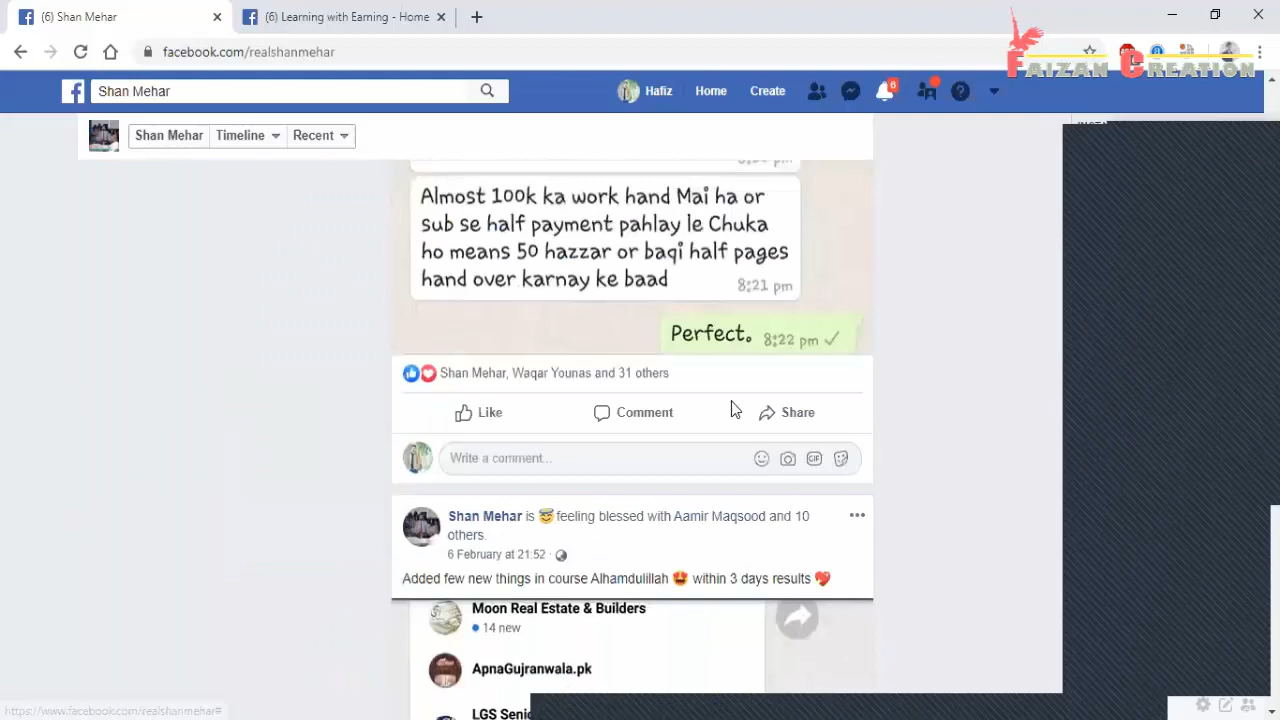 (6) Shan Mehar
(6) Learning with Earning - Home
facebook.com/realshanmehar
FAIZAN CREATION
Shan Mehar
Hafiz
Home
Create
6
Shan Mehar
Timeline
Recent
Almost 100k ka work hand Mai ha or
sub se half payment pahlay le Chuka
ho means 50 hazzar or baqi half pages
hand over karnay ke baad
8:21 pm
Perfect.
8:22 pm
Shan Mehar, Waqar Younas and 31 others
Like
Comment
Share
Write a comment...
GIF
Shan Mehar is 😇 feeling blessed with Aamir Maqsood and 10
others.
6 February at 21:52 ·
Added few new things in course Alhamdulillah 🤩 within 3 days results 💖
Moon Real Estate & Builders
14 new
ApnaGujranwala.pk
LGS
https://www.facebook.com/realshanmehar#